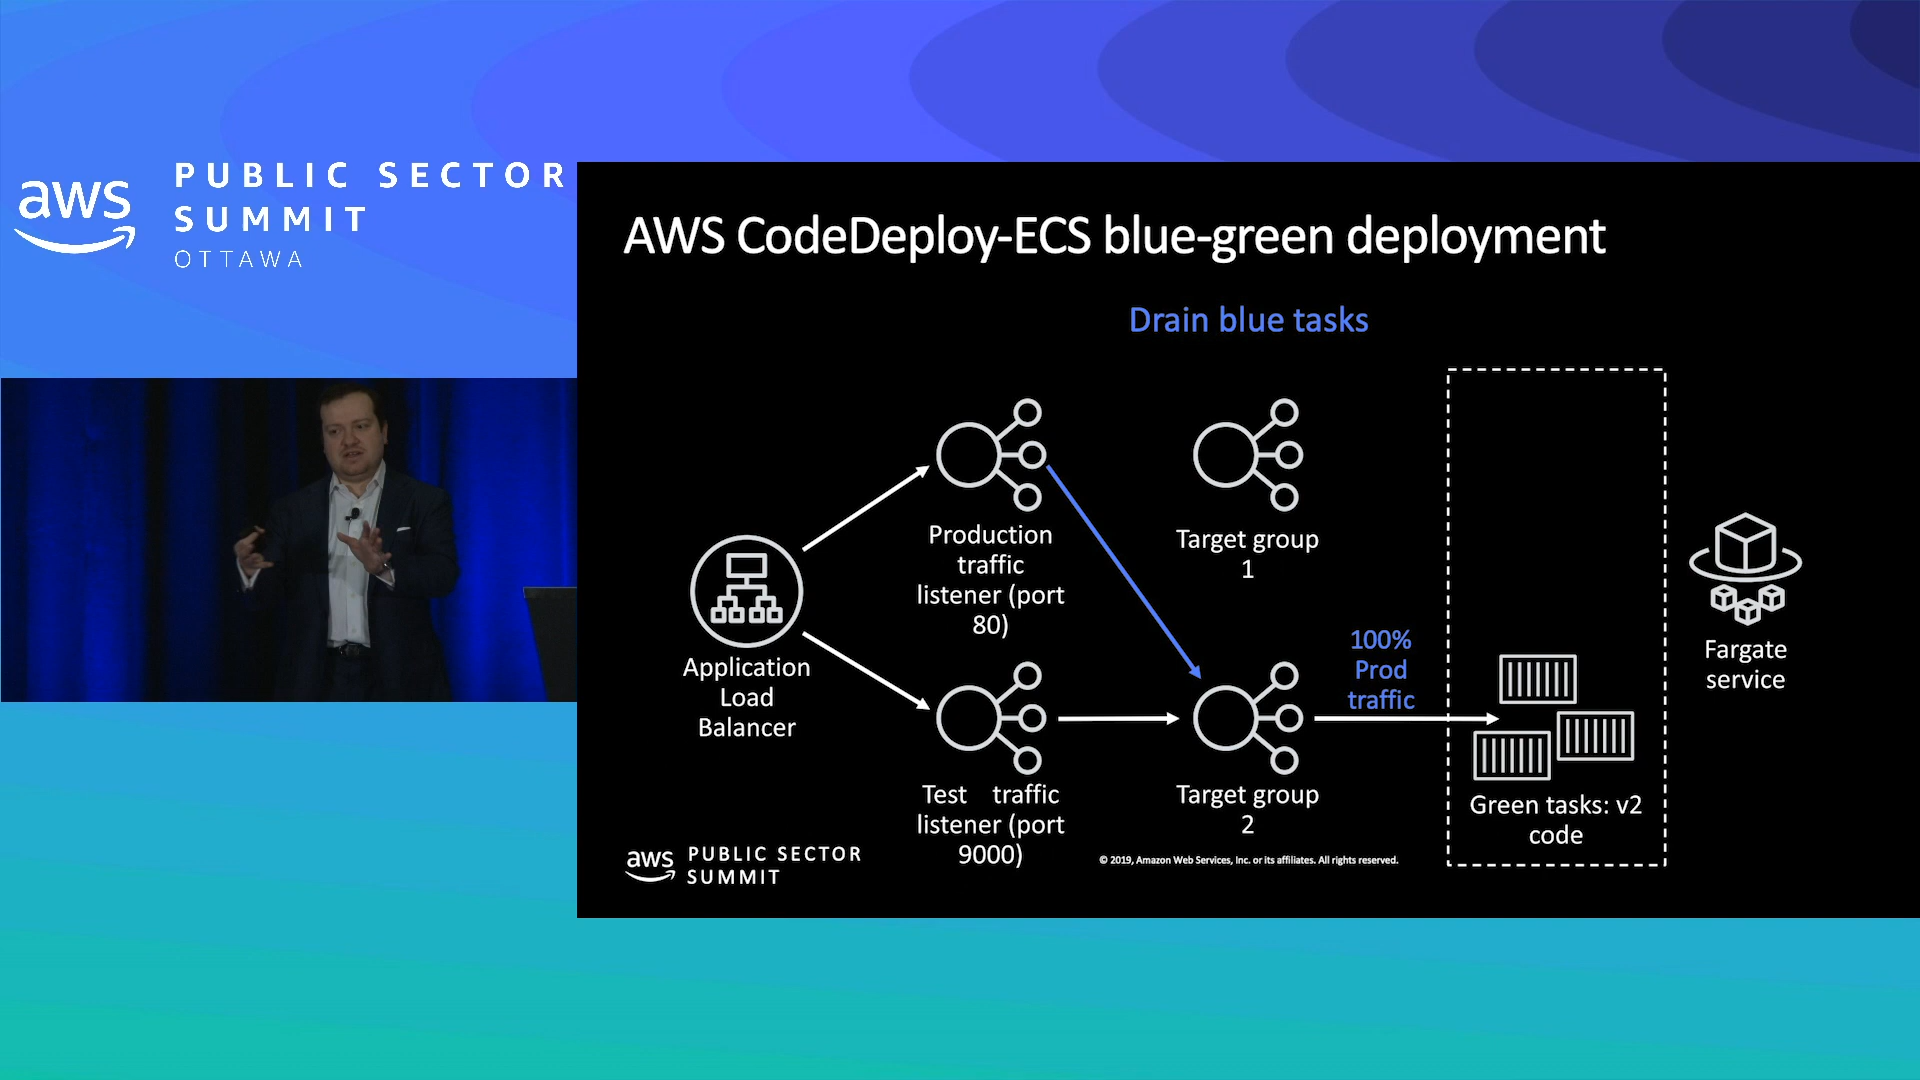 aws
PUBLIC SECTOR
SUMMIT
OTTAWA
AWS CodeDeploy-ECS blue-green deployment
Drain blue tasks
Production
traffic
listener (port
80)
Target group
1
Application
Load
Balancer
100%
Prod
traffic
Fargate
service
Test traffic
listener (port
9000)
Target group
2
Green tasks: v2
code
aws
PUBLIC SECTOR
SUMMIT
© 2019, Amazon Web Services, Inc. or its affiliates. All rights reserved.